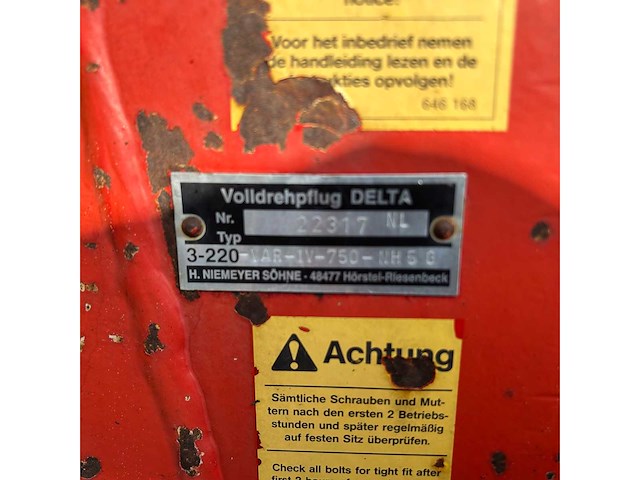 notice!
Voor het inbedrief nemen
de handleiding lezen en de
opvolgen!
646 168
Volldrehpflug DELTA
Nr. 22317 NL
Typ
3-220-VAR-IV-750-NH 5 G
H. NIEMEYER SÖHNE · 48477 Hörstel-Riesenbeck
Achtung
Sämtliche Schrauben und Mut-
tern nach den ersten 2 Betriebs-
stunden und später regelmäßig
auf festen Sitz überprüfen.
Check all bolts for tight fit after